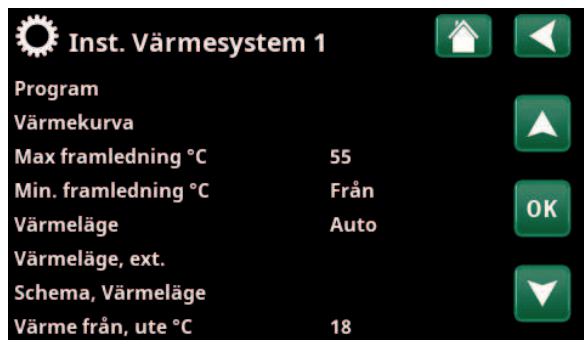 Inst. Värmesystem 1
Program
Värmekurva
Max framledning °C 55
Min. framledning °C Från
Värmeläge Auto
OK
Värmeläge, ext.
Schema, Värmeläge
Värme från, ute °C 18